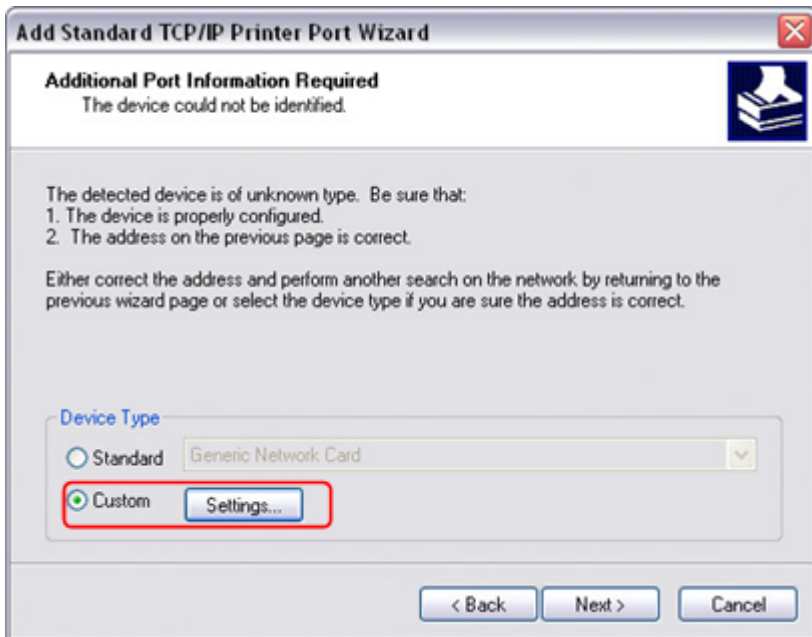 Add Standard TCP/IP Printer Port Wizard
Additional Port Information Required
The device could not be identified.
The detected device is of unknown type.  Be sure that:
1. The device is properly configured.
2.  The address on the previous page is correct.
Either correct the address and perform another search on the network by returning to the
previous wizard page or select the device type if you are sure the address is correct.
Device Type
Standard
Generic Network Card
Custom
Settings...
< Back
Next >
Cancel